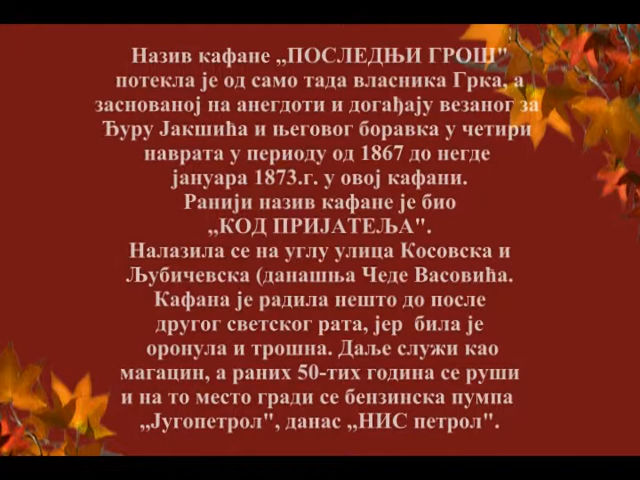 Назив кафане ,,ПОСЛЕДЊИ ГРОШ"
потекла је од само тада власника Грка, а
заснованој на анегдоти и догађају везаног за
Ђуру Јакшића и његовог боравка у четири
наврата у периоду од 1867 до негде
јануара 1873.г. у овој кафани.
Ранији назив кафане је био
,,КОД ПРИЈАТЕЉА".
Налазила се на углу улица Косовска и
Љубичевска (данашња Чеде Васовића.
Кафана је радила нешто до после
другог светског рата, јер била је
оронула и трошна. Даље служи као
магацин, а раних 50-тих година се руши
и на то место гради се бензинска пумпа
,,Југопетрол", данас ,,НИС петрол".